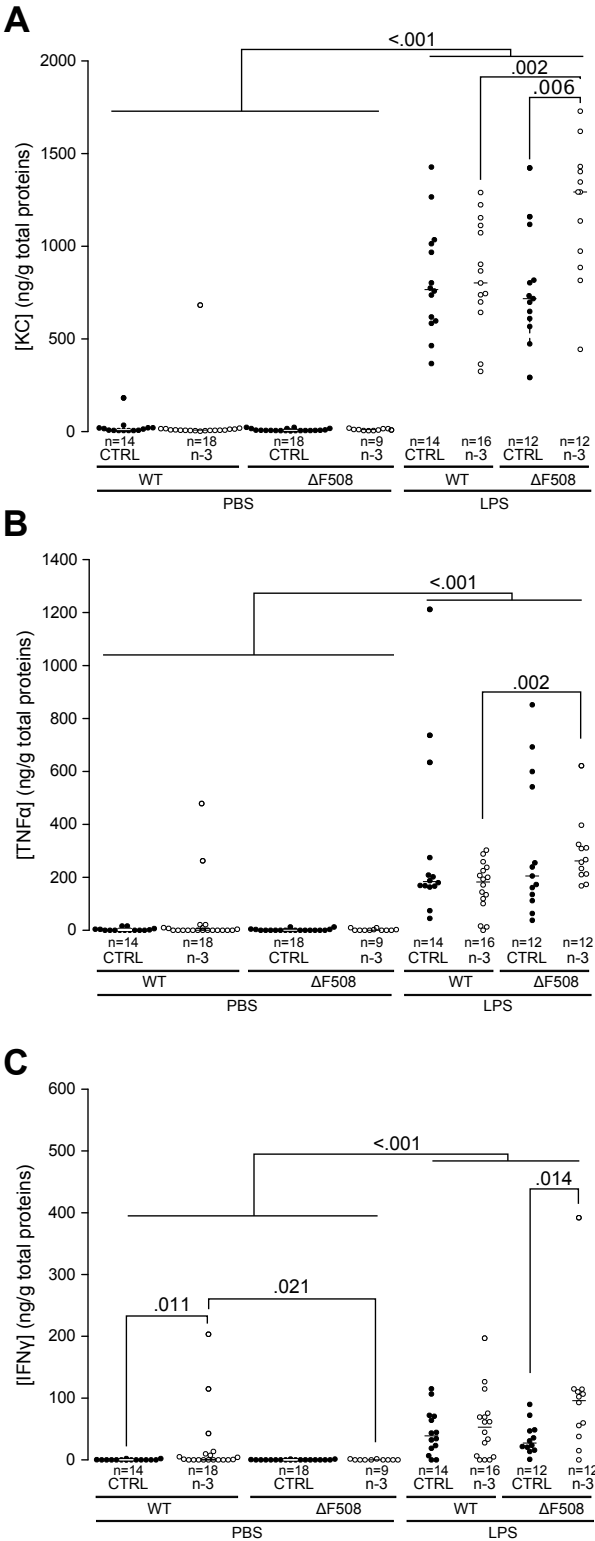 A
<.001
2000
.002
.006
1500
[KC] (ng/g total proteins)
1000
500
0
n=14 n=18 n=18 n=9 n=14 n=16 n=12 n=12
CTRL n-3 CTRL n-3 CTRL n-3 CTRL n-3
WT ΔF508 WT ΔF508
PBS LPS
B
1400
<.001
1200
1000
.002
[TNFα] (ng/g total proteins)
800
600
400
200
0
n=14 n=18 n=18 n=9 n=14 n=16 n=12 n=12
CTRL n-3 CTRL n-3 CTRL n-3 CTRL n-3
WT ΔF508 WT ΔF508
PBS LPS
C
600
500
<.001
.014
[IFNγ] (ng/g total proteins)
400
300
.011 .021
200
100
0
n=14 n=18 n=18 n=9 n=14 n=16 n=12 n=12
CTRL n-3 CTRL n-3 CTRL n-3 CTRL n-3
WT ΔF508 WT ΔF508
PBS LPS